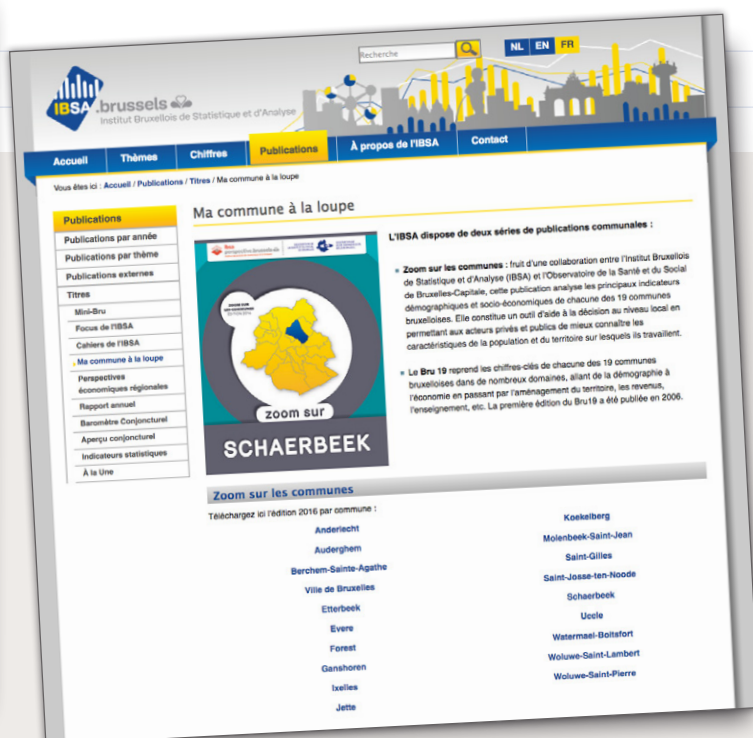 Recherche
NL EN FR
IBSA .brussels
Institut Bruxellois de Statistique et d'Analyse
Accueil Thèmes Chiffres Publications À propos de l'IBSA Contact
Vous êtes ici : Accueil / Publications / Titres / Ma commune à la loupe
Publications
Publications par année
Publications par thème
Publications externes
Titres
Mini-Bru
Focus de l'IBSA
Cahiers de l'IBSA
Ma commune à la loupe
Perspectives
économiques régionales
Rapport annuel
Baromètre Conjoncturel
Aperçu conjoncturel
Indicateurs statistiques
À la Une
Ma commune à la loupe
zoom sur
SCHAERBEEK
L'IBSA dispose de deux séries de publications communales :
Zoom sur les communes : fruit d'une collaboration entre l'Institut Bruxellois
de Statistique et d'Analyse (IBSA) et l'Observatoire de la Santé et du Social
de Bruxelles-Capitale, cette publication analyse les principaux indicateurs
démographiques et socio-économiques de chacune des 19 communes
bruxelloises. Elle constitue un outil d'aide à la décision au niveau local en
permettant aux acteurs privés et publics de mieux connaître les
caractéristiques de la population et du territoire sur lesquels ils travaillent.
Le Bru 19 reprend les chiffres-clés de chacune des 19 communes
bruxelloises dans de nombreux domaines, allant de la démographie à
l'économie en passant par l'aménagement du territoire, les revenus,
l'enseignement, etc. La première édition du Bru19 a été publiée en 2006.
Zoom sur les communes
Téléchargez ici l'édition 2016 par commune :
Anderlecht
Auderghem
Berchem-Sainte-Agathe
Ville de Bruxelles
Etterbeek
Evere
Forest
Ganshoren
Ixelles
Jette
Koekelberg
Molenbeek-Saint-Jean
Saint-Gilles
Saint-Josse-ten-Noode
Schaerbeek
Uccle
Watermael-Boitsfort
Woluwe-Saint-Lambert
Woluwe-Saint-Pierre